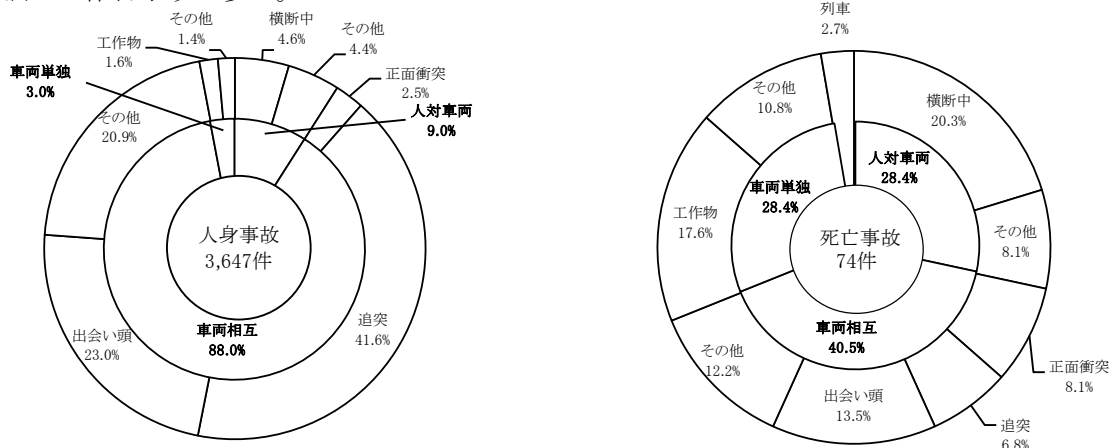 その他
1.4%
横断中
4.6%
その他
4.4%
工作物
1.6%
正面衝突
2.5%
車両単独
3.0%
人対車両
9.0%
その他
20.9%
人身事故
3,647件
追突
41.6%
車両相互
88.0%
出会い頭
23.0%
列車
2.7%
その他
10.8%
横断中
20.3%
人対車両
28.4%
車両単独
28.4%
工作物
17.6%
死亡事故
74件
その他
8.1%
車両相互
40.5%
その他
12.2%
正面衝突
8.1%
出会い頭
13.5%
追突
6.8%